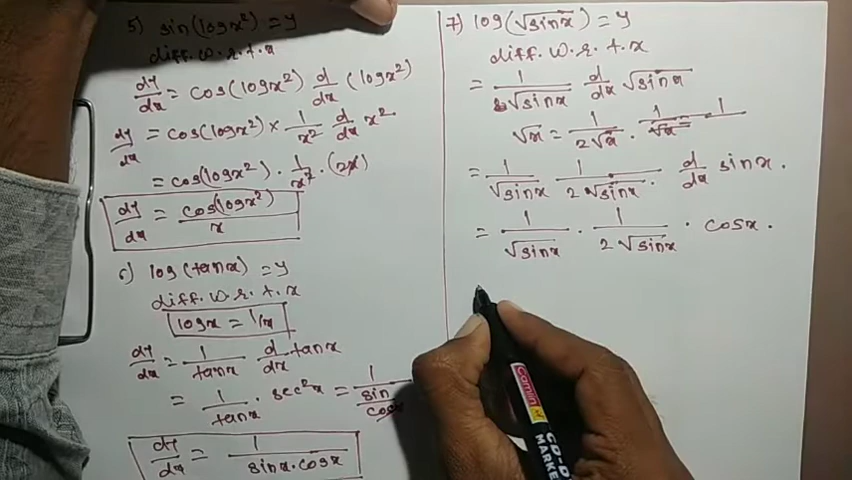 5) sin(logx²) = y
diff. w. r. t. x
dy/dx = cos(logx²) d/dx (logx²)
dy/dx = cos(logx²) × 1/x² d/dx x²
= cos(logx²) · 1/x² · (2x)
dy/dx = cos(logx²)/x
6) log(tanx) = y
diff. w. r. t. x
logx = 1/x
dy/dx = 1/tanx d/dx tanx
= 1/tanx · sec²x = 1/sin/cos
dy/dx = 1/sinx.cosx
7) log(√sinx) = y
diff. w. r. t. x
= 1/√sinx d/dx √sinx
√x = 1/2√x .
= 1/√sinx 1/2√sinx . d/dx sinx .
= 1/√sinx . 1/2√sinx . cosx .
Camlin
CD-D